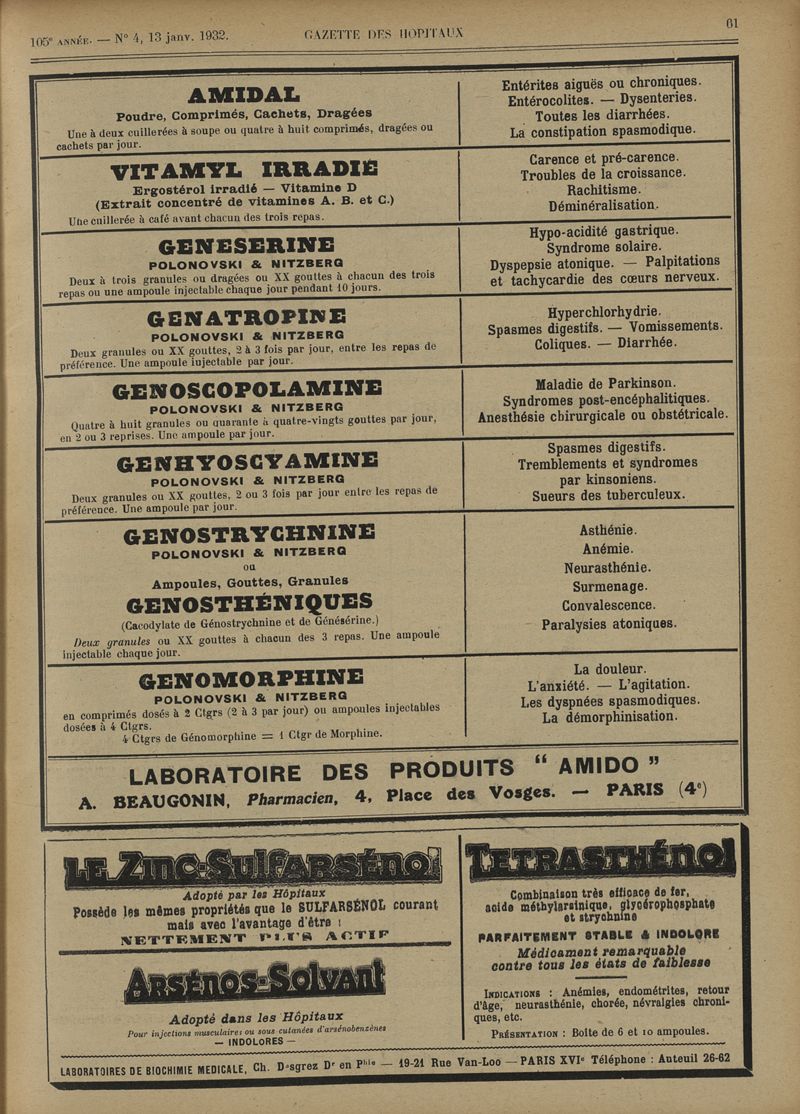 105e ANNÉE. — N° 4, 13 janv. 1932.
GAZETTE DES HOPITAUX
61
AMIDAL
Poudre, Comprimés, Cachets, Dragées
Une à deux cuillerées à soupe ou quatre à huit comprimés, dragées ou
cachets par jour.
Entérites aiguës ou chroniques.
Entérocolites. — Dysenteries.
Toutes les diarrhées.
La constipation spasmodique.
VITAMYL IRRADIÉ
Ergostérol irradié — Vitamine D
(Extrait concentré de vitamines A. B. et C.)
Une cuillerée à café avant chacun des trois repas.
Carence et pré-carence.
Troubles de la croissance.
Rachitisme.
Déminéralisation.
GENESERINE
POLONOVSKI & NITZBERG
Deux à trois granules ou dragées ou XX gouttes à chacun des trois
repas ou une ampoule injectable chaque jour pendant 10 jours.
Hypo-acidité gastrique.
Syndrome solaire.
Dyspepsie atonique. — Palpitations
et tachycardie des cœurs nerveux.
GENATROPINE
POLONOVSKI & NITZBERG
Deux granules ou XX gouttes, 2 à 3 fois par jour, entre les repas de
préférence. Une ampoule injectable par jour.
Hyperchlorhydrie.
Spasmes digestifs. — Vomissements.
Coliques. — Diarrhée.
GENOSCOPOLAMINE
POLONOVSKI & NITZBERG
Quatre à huit granules ou quarante à quatre-vingts gouttes par jour,
en 2 ou 3 reprises. Une ampoule par jour.
Maladie de Parkinson.
Syndromes post-encéphalitiques.
Anesthésie chirurgicale ou obstétricale.
GENHYOSCYAMINE
POLONOVSKI & NITZBERG
Deux granules ou XX gouttes, 2 ou 3 fois par jour entre les repas de
préférence. Une ampoule par jour.
Spasmes digestifs.
Tremblements et syndromes
par kinsoniens.
Sueurs des tuberculeux.
GENOSTRYCHNINE
POLONOVSKI & NITZBERG
ou
Ampoules, Gouttes, Granules
GENOSTHÉNIQUES
(Cacodylate de Génostrychnine et de Génésérine.)
Deux granules ou XX gouttes à chacun des 3 repas. Une ampoule
injectable chaque jour.
Asthénie.
Anémie.
Neurasthénie.
Surmenage.
Convalescence.
Paralysies atoniques.
GENOMORPHINE
POLONOVSKI & NITZBERG
en comprimés dosés à 2 Ctgrs (2 à 3 par jour) ou ampoules injectables
dosées à 4 Ctgrs.
4 Ctgrs de Génomorphine = 1 Ctgr de Morphine.
La douleur.
L'anxiété. — L'agitation.
Les dyspnées spasmodiques.
La démorphinisation.
LABORATOIRE DES PRODUITS " AMIDO "
A. BEAUGONIN, Pharmacien, 4, Place des Vosges. — PARIS (4e)
LE ZINC-SULFARSÉNOL
Adopté par les Hôpitaux
Possède les mêmes propriétés que le SULFARSÉNOL courant
mais avec l'avantage d'être :
NETTEMENT PLUS ACTIF
ARSÉNOS-SOLVANT
Adopté dans les Hôpitaux
Pour injections musculaires ou sous cutanées d'arsénobenzènes
— INDOLORES —
TETRASTHÉNOL
Combinaison très efficace de fer,
acide méthylarsinique, glycérophosphate
et strychnine
PARFAITEMENT STABLE & INDOLORE
Médicament remarquable
contre tous les états de faiblesse
INDICATIONS : Anémies, endométrites, retour
d'âge, neurasthénie, chorée, névralgies chroni-
ques, etc.
PRÉSENTATION : Boîte de 6 et 10 ampoules.
LABORATOIRES DE BIOCHIMIE MEDICALE, Ch. Desgrez Dr en Phie — 19-21 Rue Van-Loo — PARIS XVIe Téléphone : Auteuil 26-62